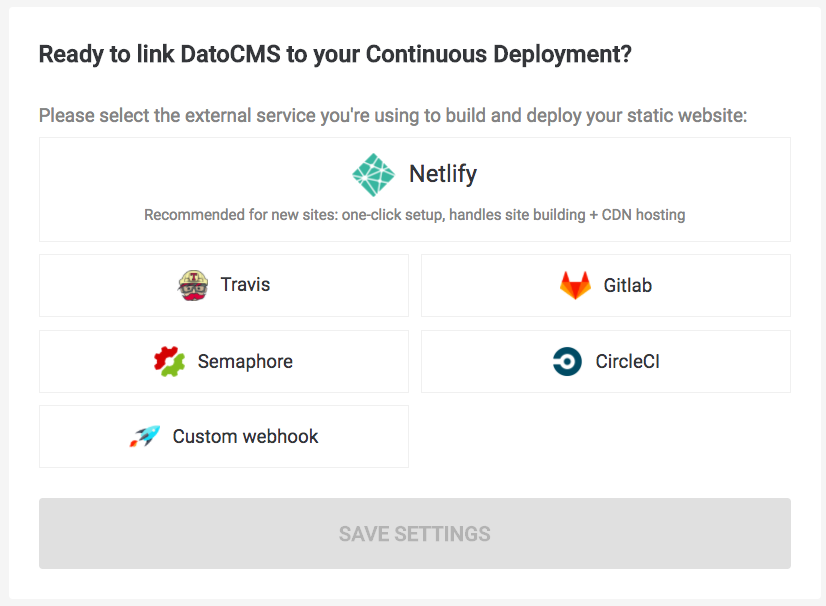 Ready to link DatoCMS to your Continuous Deployment?
Please select the external service you're using to build and deploy your static website:
Netlify
Recommended for new sites: one-click setup, handles site building + CDN hosting
Travis
Gitlab
Semaphore
CircleCI
Custom webhook
SAVE SETTINGS